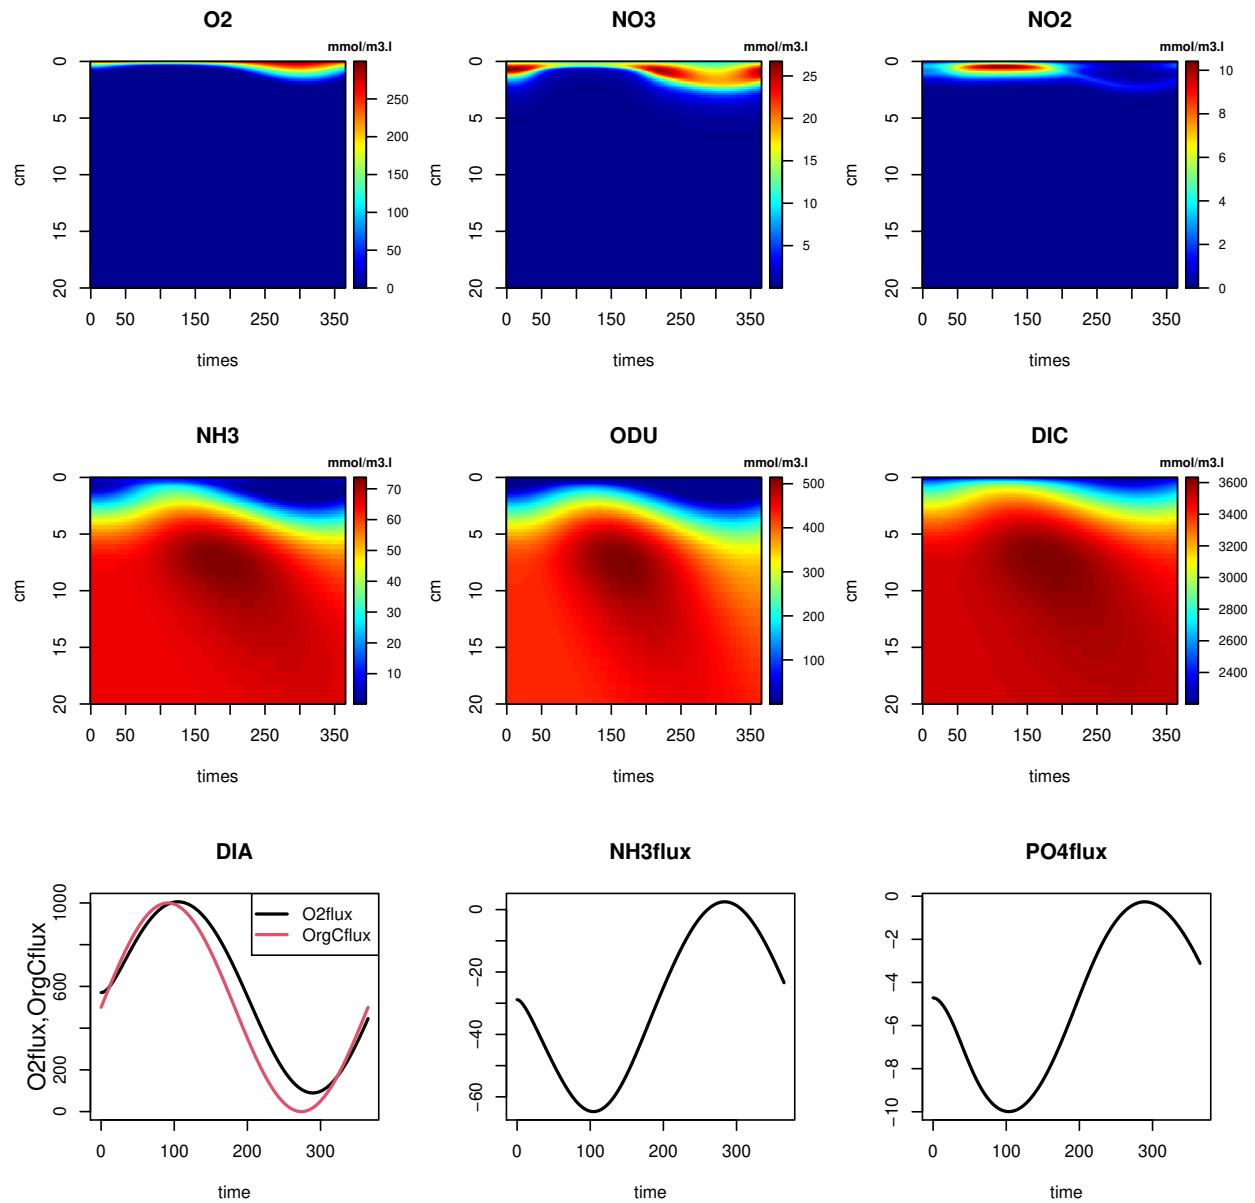 O2
NO3
NO2
mmol/m3.l
mmol/m3.l
mmol/m3.l
cm
0
5
10
15
20
0 50 150 250 350
times
250
200
150
100
50
0
cm
0
5
10
15
20
0 50 150 250 350
times
25
20
15
10
5
cm
0
5
10
15
20
0 50 150 250 350
times
10
8
6
4
2
0
NH3
ODU
DIC
mmol/m3.l
mmol/m3.l
mmol/m3.l
cm
0
5
10
15
20
0 50 150 250 350
times
70
60
50
40
30
20
10
cm
0
5
10
15
20
0 50 150 250 350
times
500
400
300
200
100
cm
0
5
10
15
20
0 50 150 250 350
times
3600
3400
3200
3000
2800
2600
2400
DIA
NH3flux
PO4flux
O2flux,OrgCflux
1000
600
200
0
O2flux
OrgCflux
0 100 200 300
time
0
−20
−40
−60
0 100 200 300
time
0
−2
−4
−6
−8
−10
0 100 200 300
time